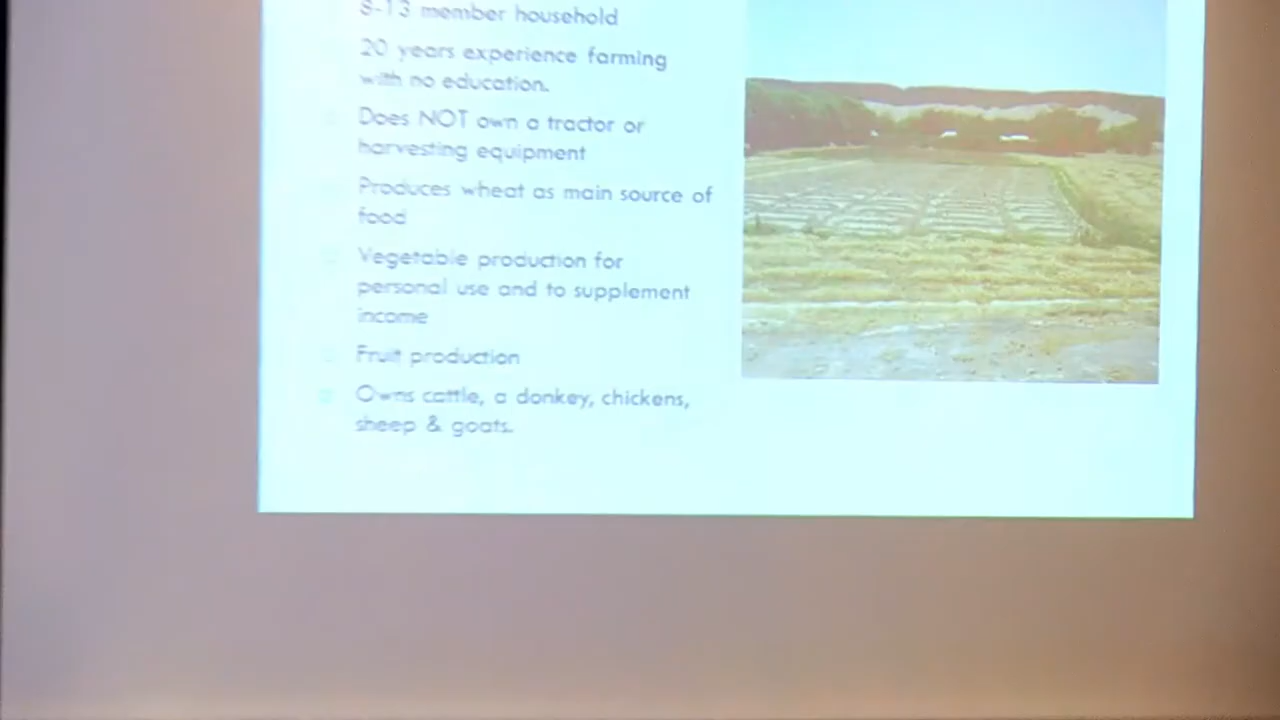 8-13 member household
20 years experience farming
with no education.
Does NOT own a tractor or
harvesting equipment
Produces wheat as main source of
food
Vegetable production for
personal use and to supplement
income
Fruit production
Owns cattle, a donkey, chickens,
sheep & goats.